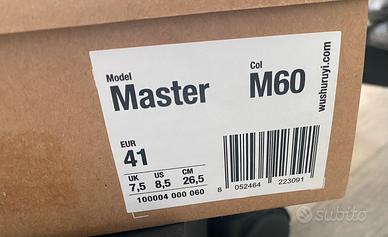 Model
Master
Col
M60
EUR
41
UK US CM
7,5 8,5 26,5
100004 000 060
8 052464 223091
wushuruyi.com
subito